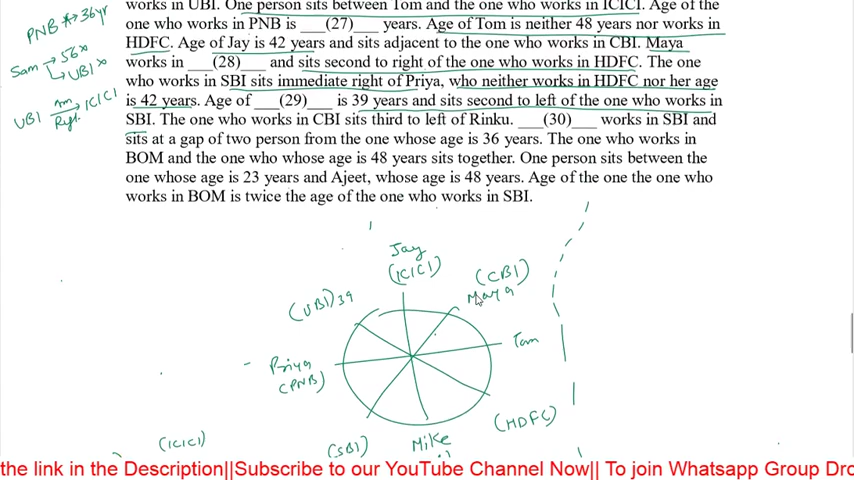 works in UBI. One person sits between Tom and the one who works in ICICI. Age of the
one who works in PNB is ___(27)___ years. Age of Tom is neither 48 years nor works in
HDFC. Age of Jay is 42 years and sits adjacent to the one who works in CBI. Maya
works in ___(28)___ and sits second to right of the one who works in HDFC. The one
who works in SBI sits immediate right of Priya, who neither works in HDFC nor her age
is 42 years. Age of ___(29)___ is 39 years and sits second to left of the one who works in
SBI. The one who works in CBI sits third to left of Rinku. ___(30)___ works in SBI and
sits at a gap of two person from the one whose age is 36 years. The one who works in
BOM and the one whose age is 48 years sits together. One person sits between the
one whose age is 23 years and Ajeet, whose age is 48 years. Age of the one the one who
works in BOM is twice the age of the one who works in SBI.
PNB 36yr
Sam 56x
UBI x
UBI ICICI
Jay
(ICICI)
(CBI)
Maya
(UBI) 39
Tom
Priya
(PNB)
(HDFC)
(ICICI)
(SBI)
Mike
the link in the Description||Subscribe to our YouTube Channel Now|| To join Whatsapp Group Dro